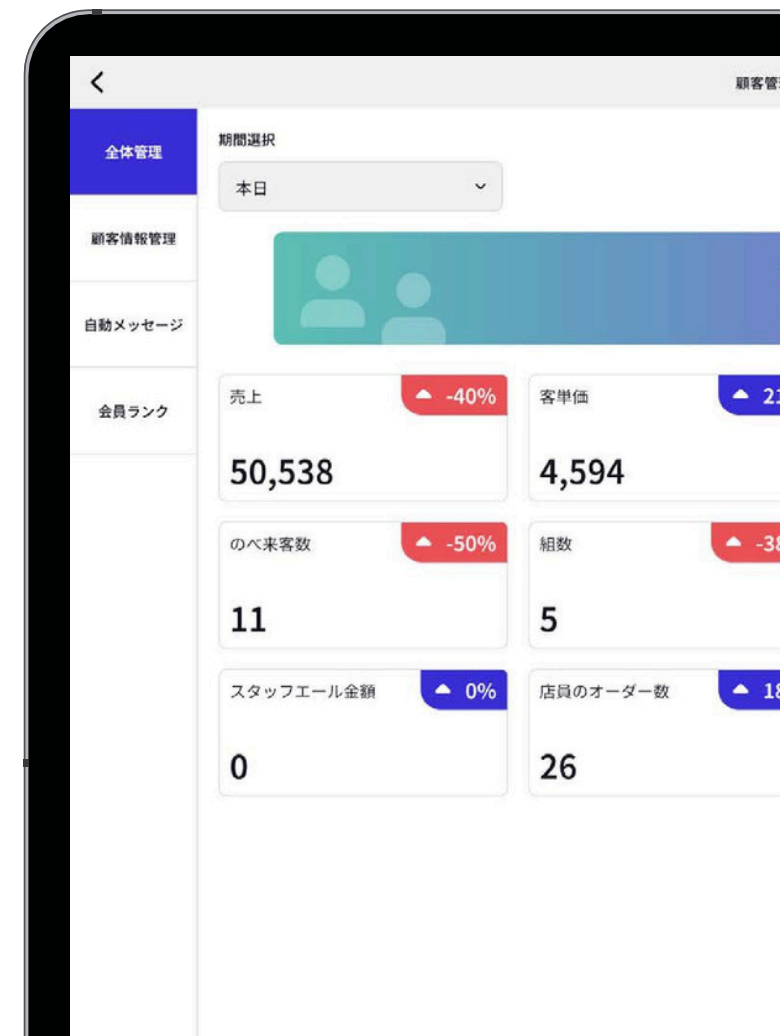 顧客管
全体管理
顧客情報管理
自動メッセージ
会員ランク
期間選択
本日
売上
-40%
50,538
客単価
4,594
のべ来客数
-50%
11
組数
5
スタッフエール金額
0%
0
店員のオーダー数
26